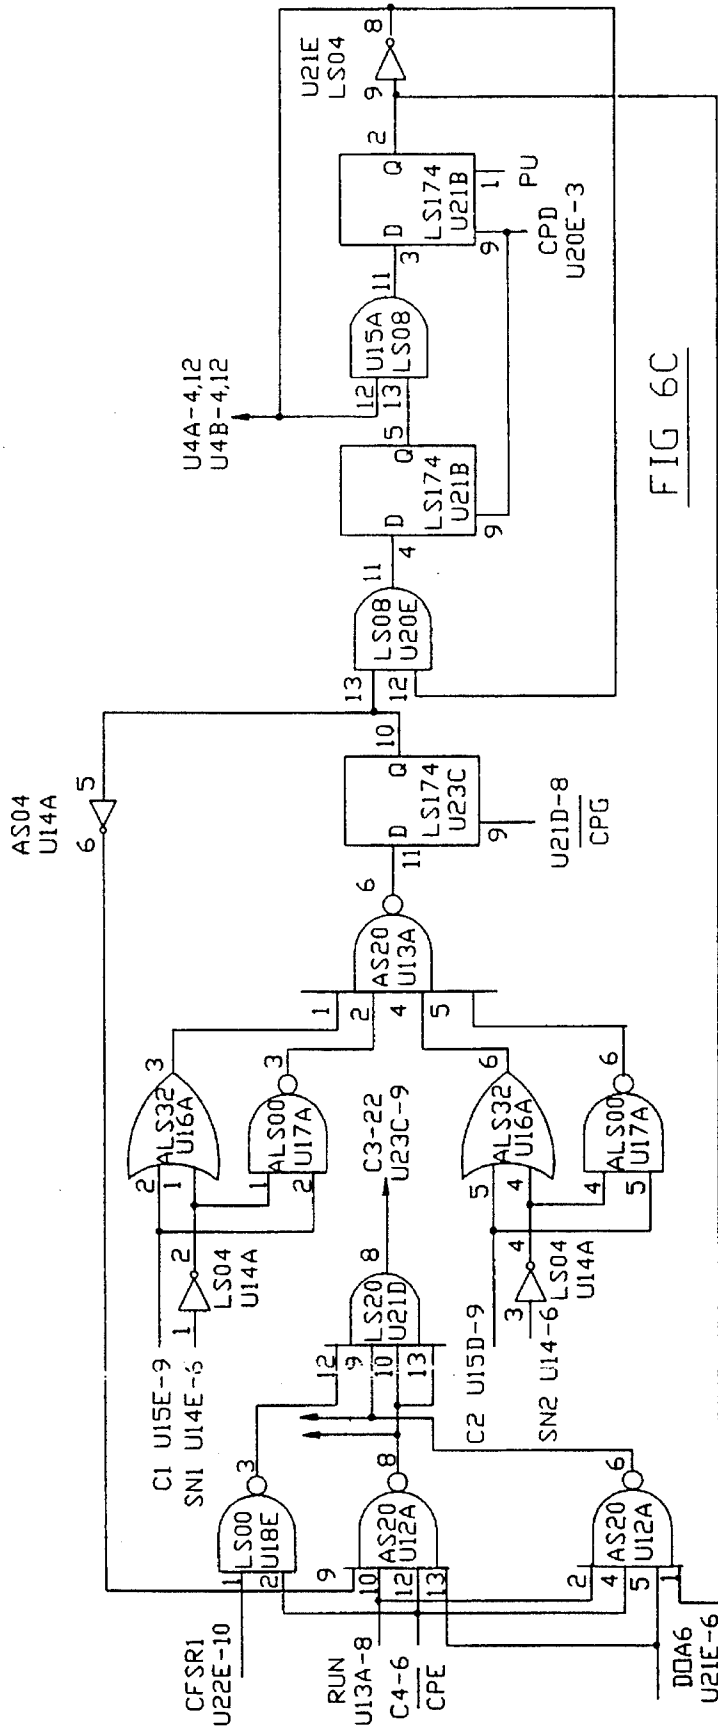 CFSR1
U22E-10
RUN
U13A-8
C4-6
CPE
DOA6
U21E-6
1
2
LS00
U18E
3
9
10
12
13
AS20
U12A
8
2
4
5
1
AS20
U12A
6
12
9
10
13
LS20
U21D
8
C3-22
U23C-9
C1 U15E-9
SN1 U14E-6
1
2
LS04
U14A
2
1
ALS32
U16A
3
1
2
ALS00
U17A
3
C2 U15D-9
SN2 U14-6
3
4
LS04
U14A
5
4
ALS32
U16A
6
4
5
ALS00
U17A
6
1
2
4
5
AS20
U13A
6
AS04
U14A
5
6
11
D
Q
LS174
U23C
10
9
U21D-8
CPG
13
12
LS08
U20E
11
4
D
Q
LS174
U21B
5
9
U4A-4,12
U4B-4,12
12
13
U15A
LS08
11
3
D
Q
LS174
U21B
2
9
1
PU
CPD
U20E-3
U21E
LS04
9
8
FIG 6C